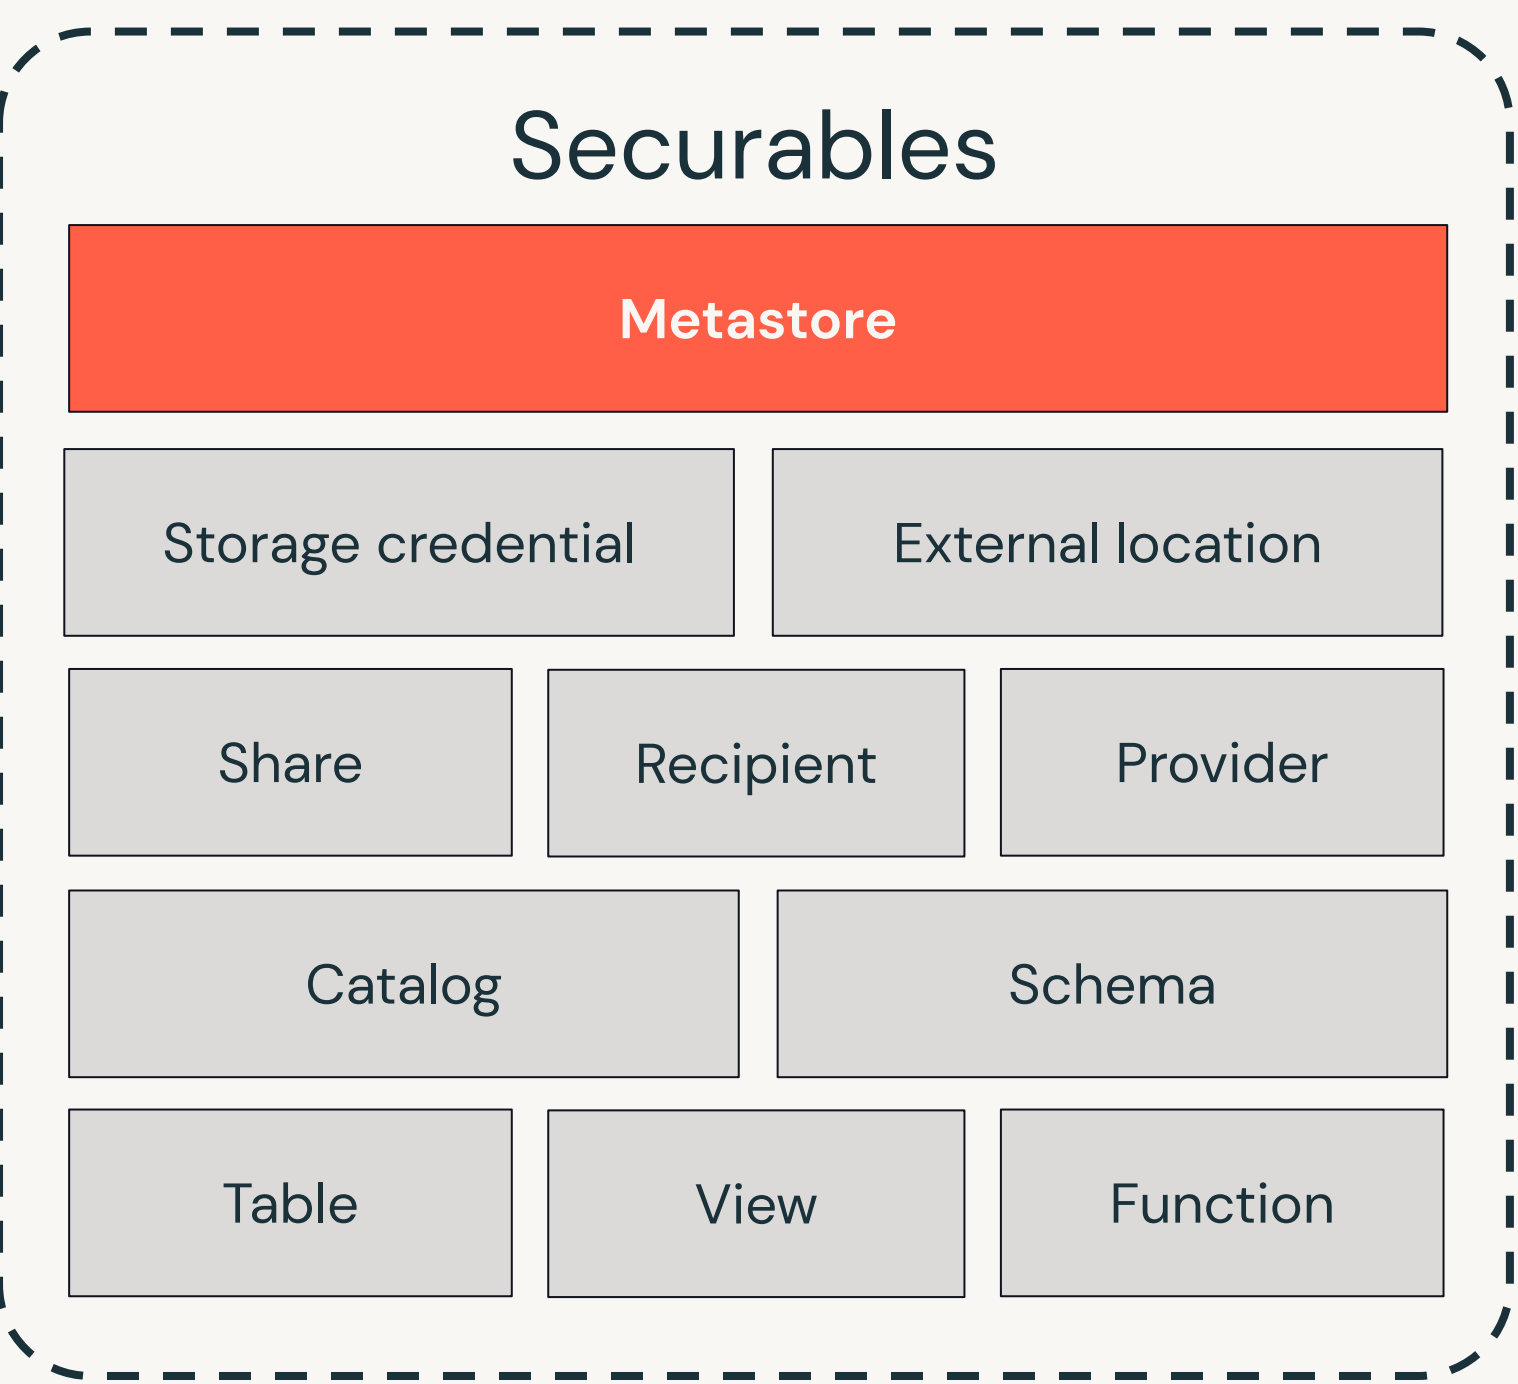 Securables
Metastore
Storage credential
External location
Share
Recipient
Provider
Catalog
Schema
Table
View
Function